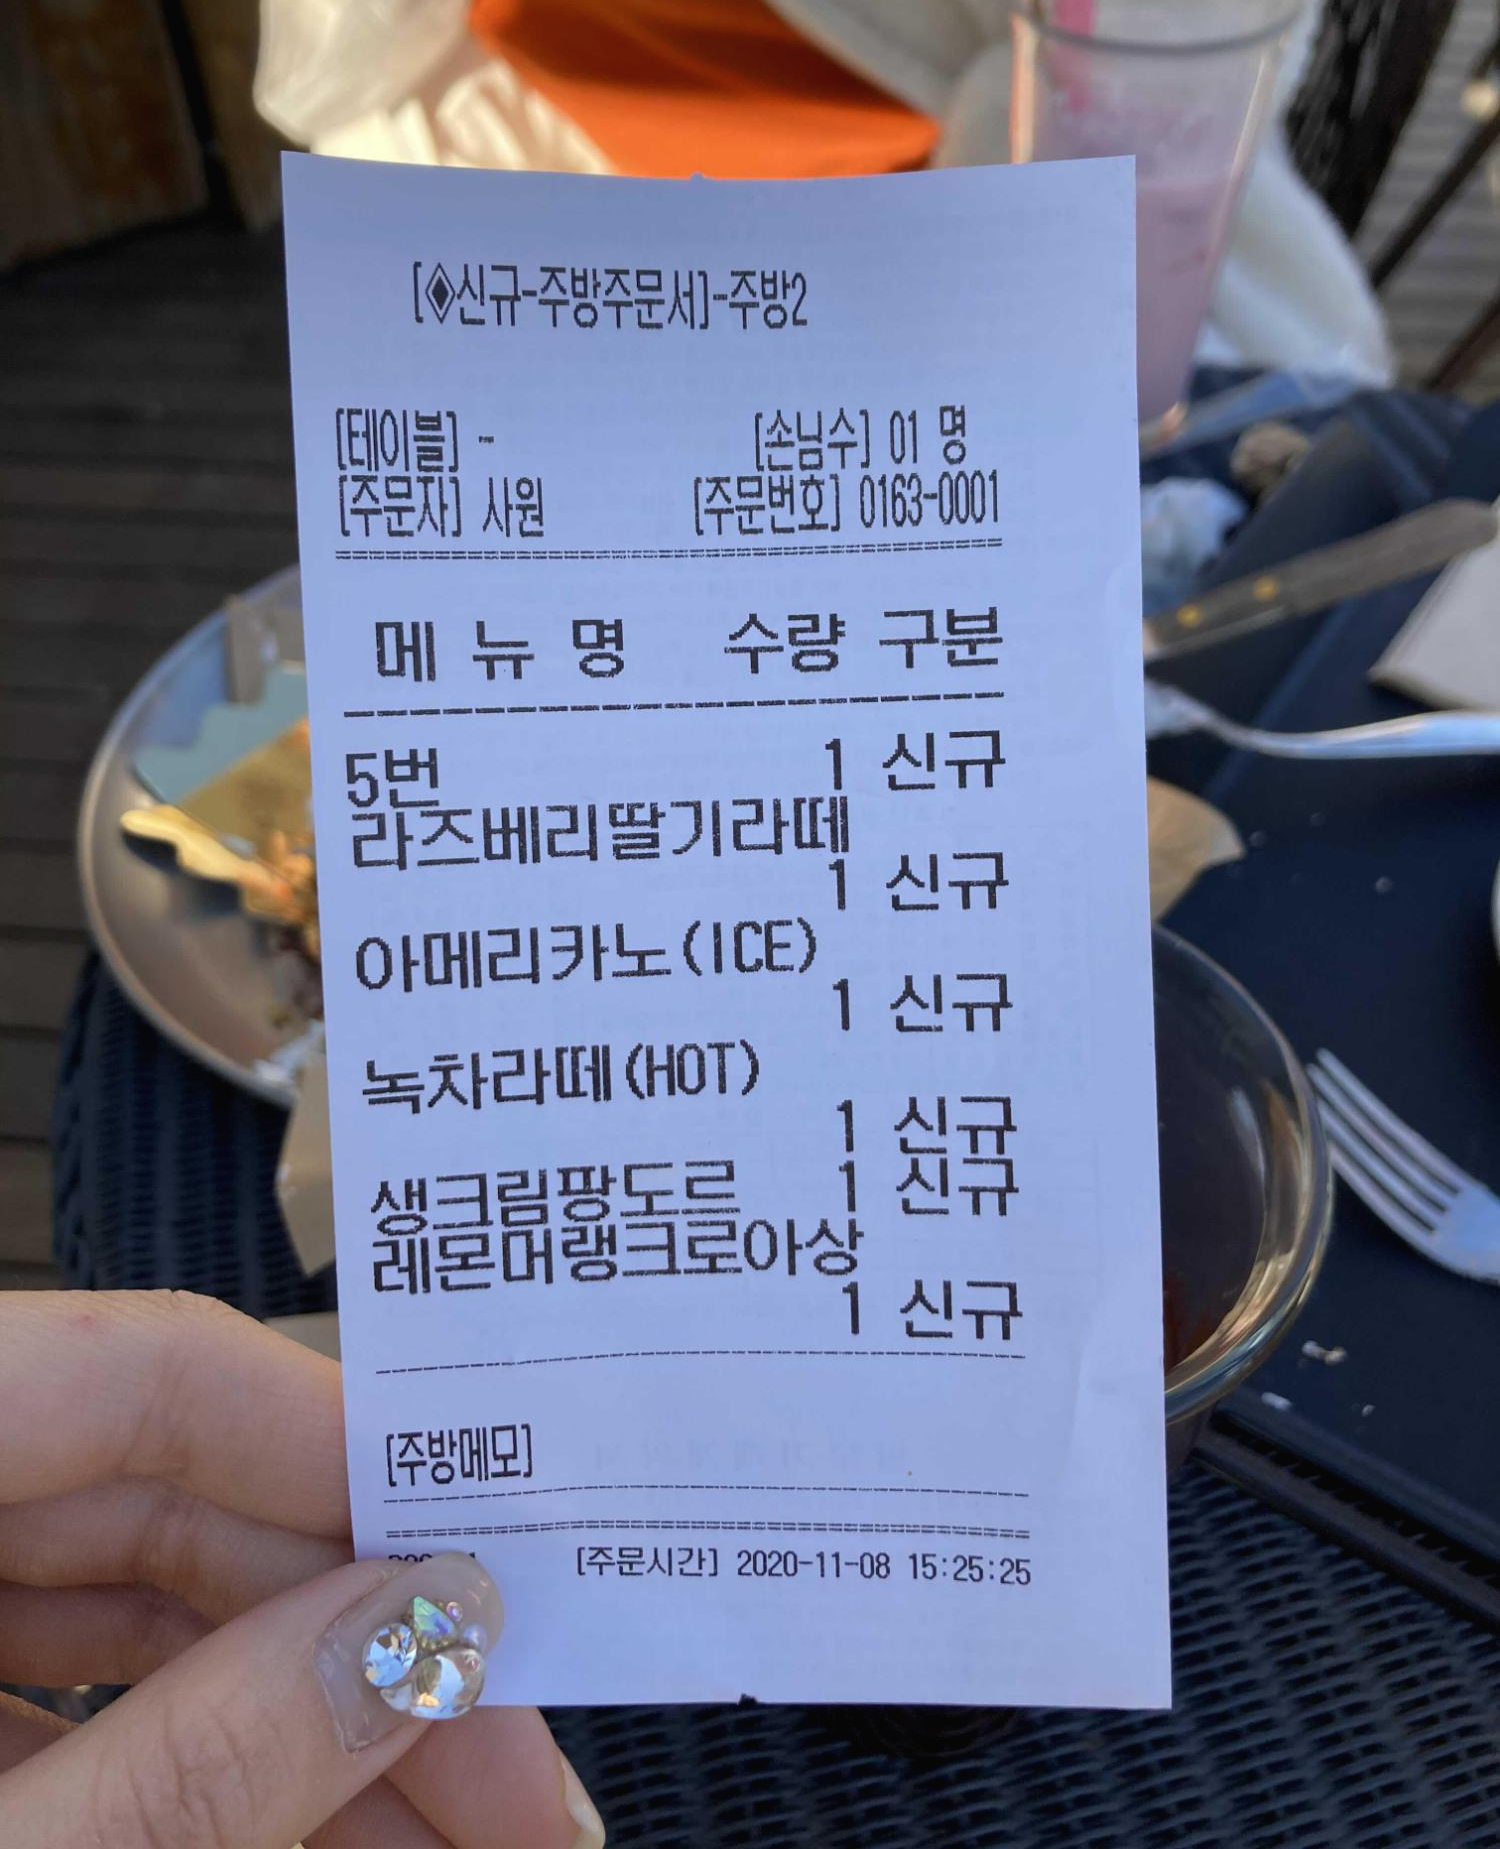 [◈신규-주방주문서]-주방2
[테이블] - [손님수] 01 명
[주문자] 사원 [주문번호] 0163-0001
메 뉴 명 수량 구분
5번 1 신규
라즈베리딸기라떼
1 신규
아메리카노(ICE)
1 신규
녹차라떼(HOT)
1 신규
생크림팡도르 1 신규
레몬머랭크로아상
1 신규
[주방메모]
[주문시간] 2020-11-08 15:25:25